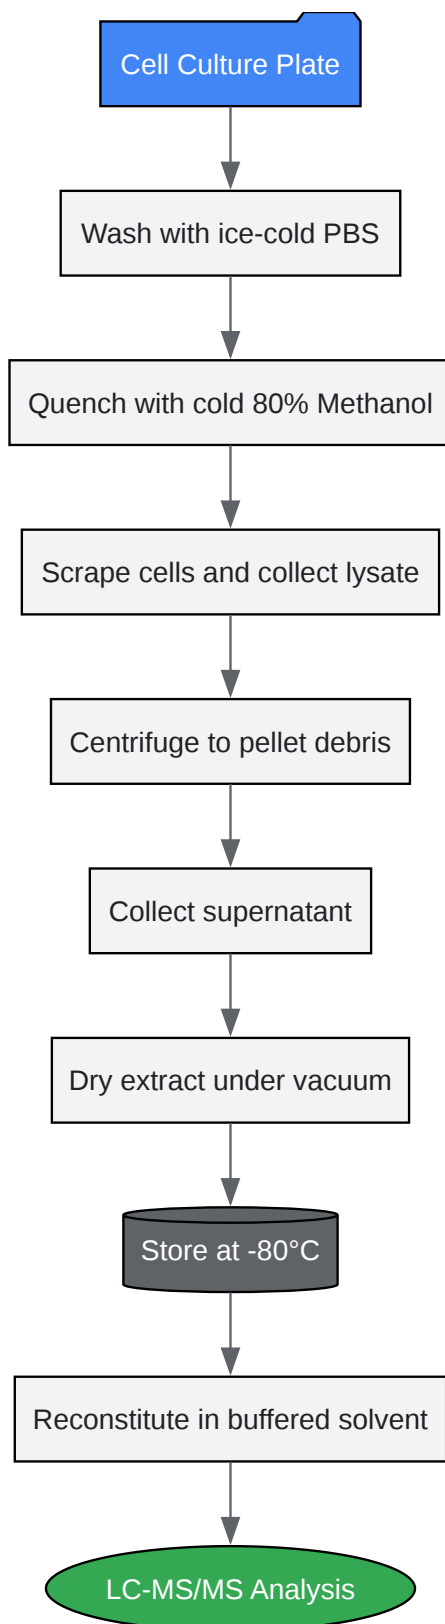 Cell Culture Plate
Wash with ice-cold PBS
Quench with cold 80% Methanol
Scrape cells and collect lysate
Centrifuge to pellet debris
Collect supernatant
Dry extract under vacuum
Store at -80°C
Reconstitute in buffered solvent
LC-MS/MS Analysis